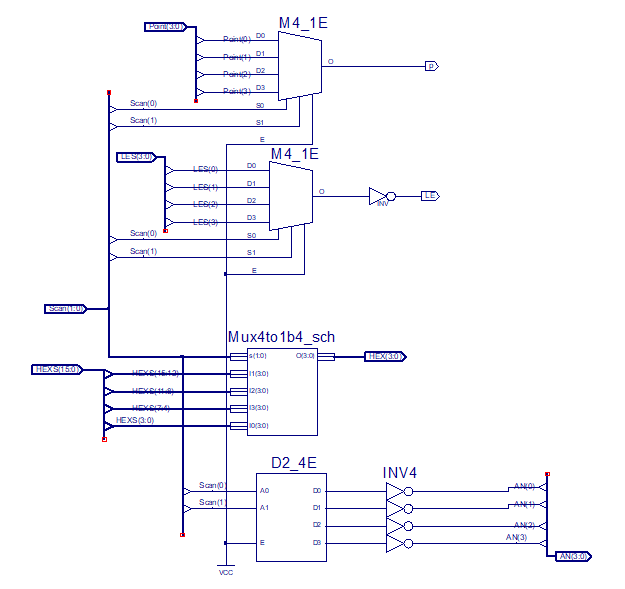 M4_1E
Point(3:0)
Point(0) D0
Point(1) D1
O
p
Point(2) D2
Point(3) D3
Scan(0) S0
Scan(1) S1
E
M4_1E
LES(3:0)
LES(0) D0
LES(1) D1
O
INV
LE
LES(2) D2
LES(3) D3
Scan(0) S0
Scan(1) S1
E
Scan(1:0)
Mux4to1b4_sch
s(1:0) O(3:0)
HEX(3:0)
HEXS(15:0)
HEXS(15:12) I1(3:0)
HEXS(11:8) I2(3:0)
HEXS(7:4) I3(3:0)
HEXS(3:0) I0(3:0)
D2_4E
INV4
Scan(0) A0 D0 AN(0)
Scan(1) A1 D1 AN(1)
D2 AN(2)
E D3 AN(3)
AN(3:0)
VCC